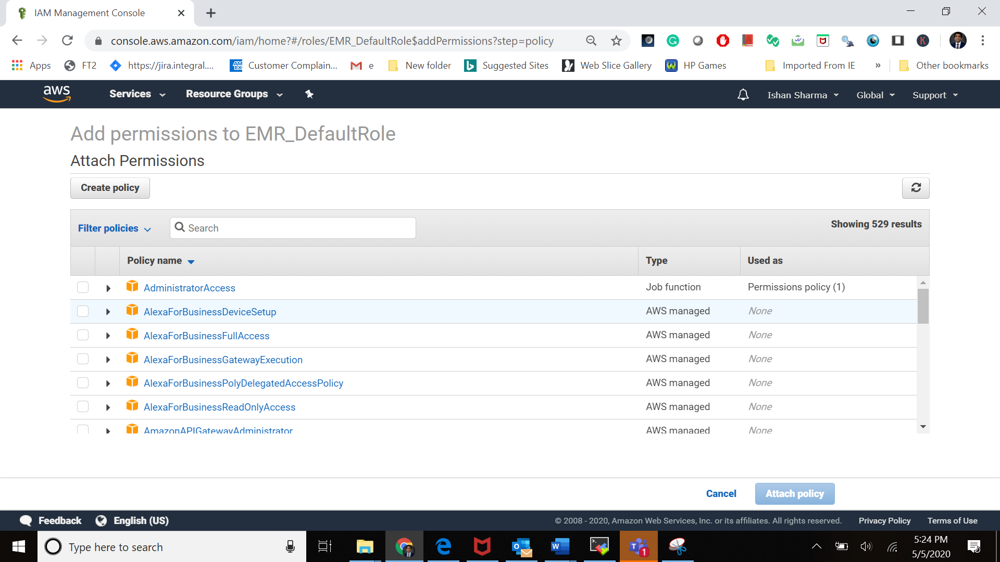 IAM Management Console
console.aws.amazon.com/iam/home?#/roles/EMR_DefaultRole$addPermissions?step=policy
Apps FT2 https://jira.integral.... Customer Complain... e New folder Suggested Sites Web Slice Gallery HP Games Imported From IE » Other bookmarks
aws Services Resource Groups Ishan Sharma Global Support
Add permissions to EMR_DefaultRole
Attach Permissions
Create policy
Filter policies Search Showing 529 results
Policy name Type Used as
AdministratorAccess Job function Permissions policy (1)
AlexaForBusinessDeviceSetup AWS managed None
AlexaForBusinessFullAccess AWS managed None
AlexaForBusinessGatewayExecution AWS managed None
AlexaForBusinessPolyDelegatedAccessPolicy AWS managed None
AlexaForBusinessReadOnlyAccess AWS managed None
AmazonAPIGatewayAdministrator AWS managed None
Cancel Attach policy
Feedback English (US) © 2008 - 2020, Amazon Web Services, Inc. or its affiliates. All rights reserved. Privacy Policy Terms of Use
Type here to search
5:24 PM
5/5/2020